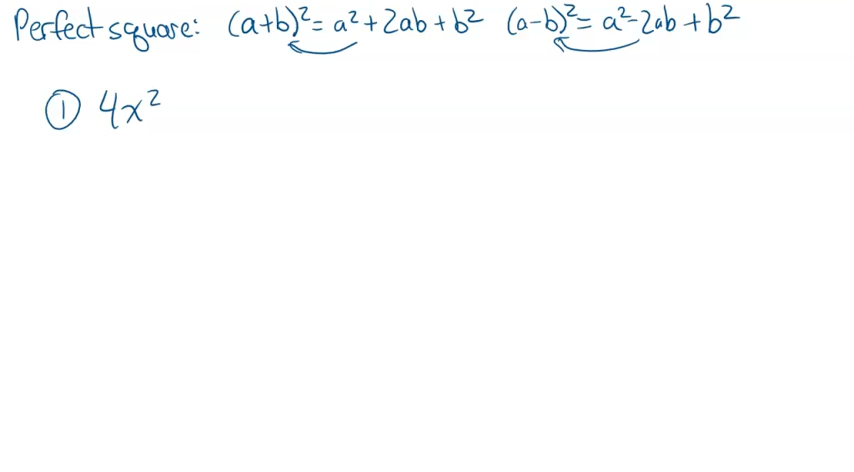 Perfect square: (a+b)² = a² + 2ab + b² (a-b)² = a² - 2ab + b²
① 4x²